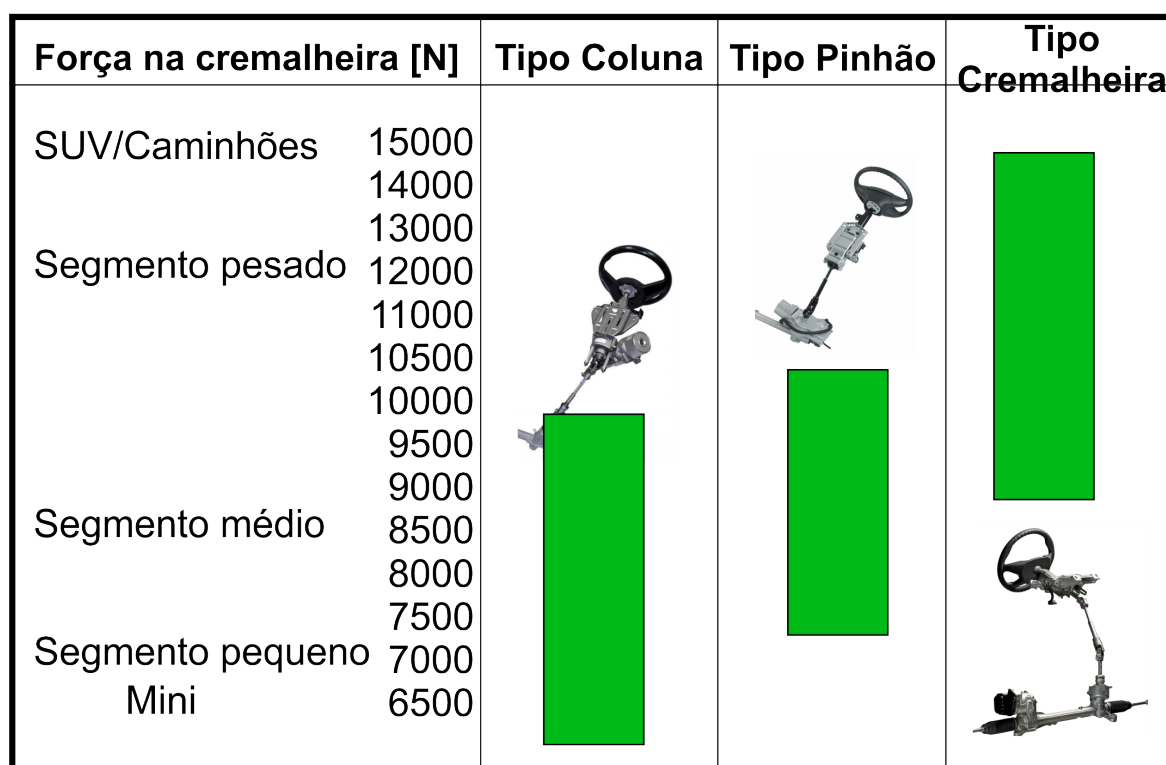 Força na cremalheira [N] Tipo Coluna Tipo Pinhão Tipo
Cremalheira
SUV/Caminhões 15000
14000
13000
Segmento pesado 12000
11000
10500
10000
9500
9000
Segmento médio 8500
8000
7500
Segmento pequeno 7000
Mini 6500